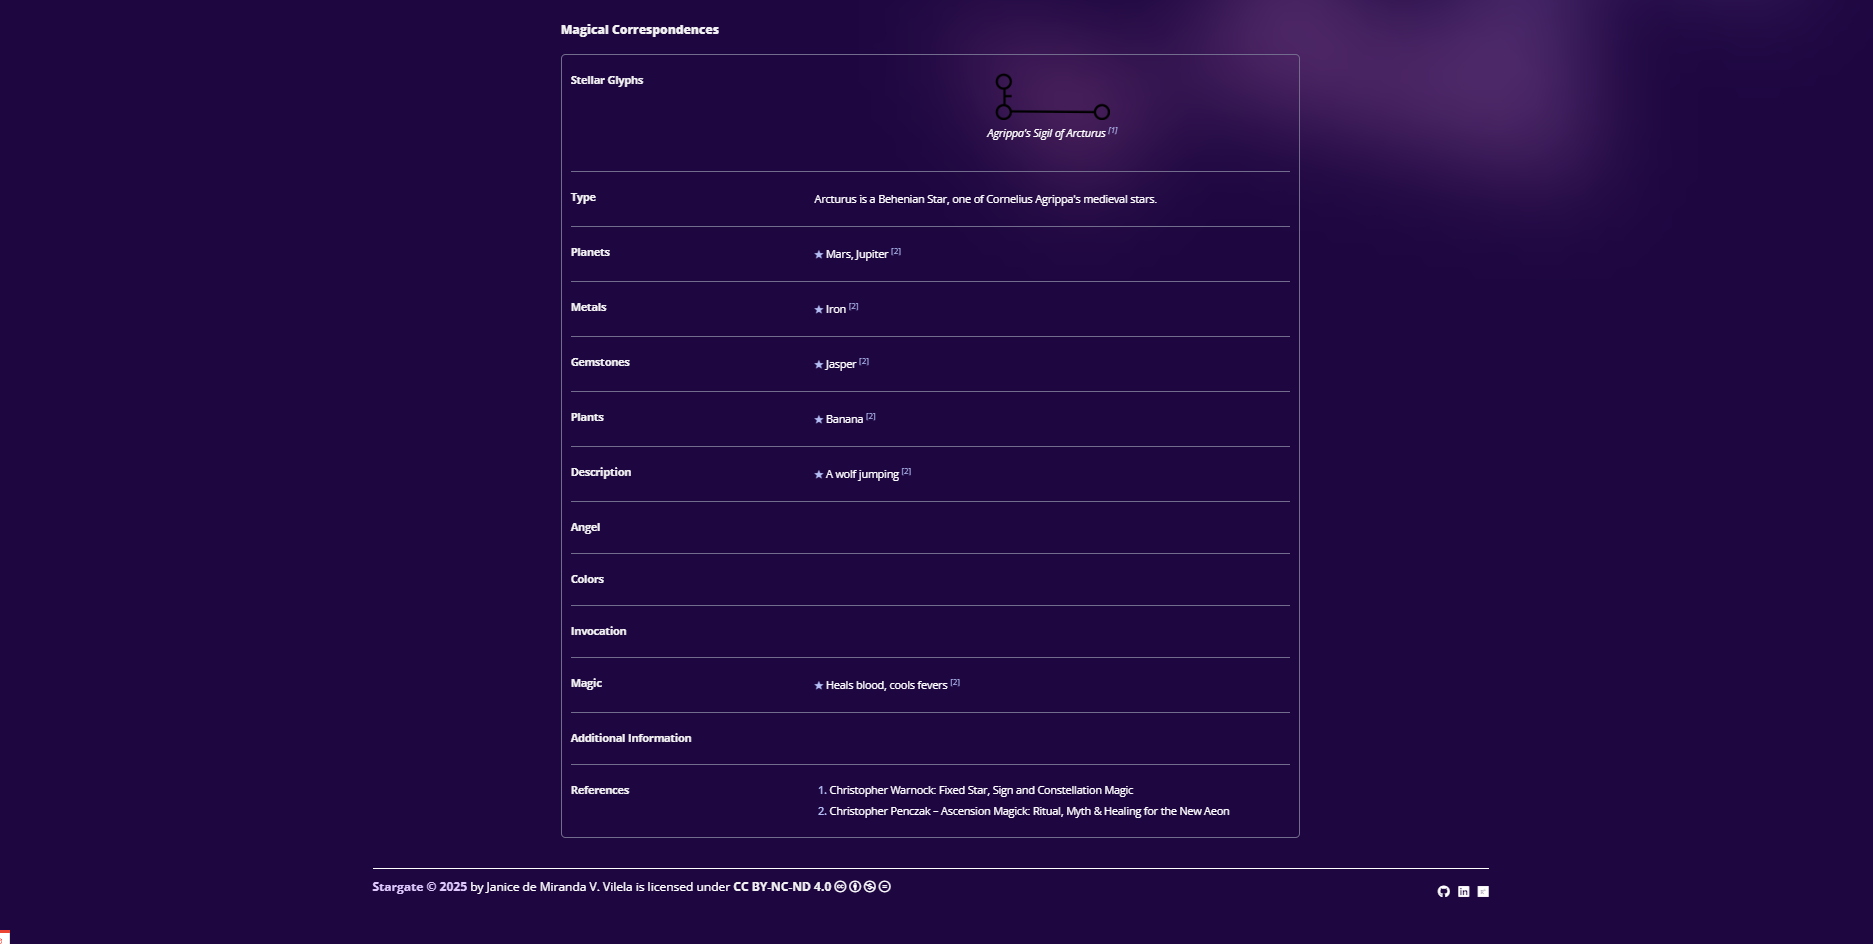 Magical Correspondences
Stellar Glyphs
Agrippa's Sigil of Arcturus [1]
Type
Arcturus is a Behenian Star, one of Cornelius Agrippa's medieval stars.
Planets
★ Mars, Jupiter [2]
Metals
★ Iron [2]
Gemstones
★ Jasper [2]
Plants
★ Banana [2]
Description
★ A wolf jumping [2]
Angel
Colors
Invocation
Magic
★ Heals blood, cools fevers [2]
Additional Information
References
1. Christopher Warnock: Fixed Star, Sign and Constellation Magic
2. Christopher Penczak – Ascension Magick: Ritual, Myth & Healing for the New Aeon
Stargate © 2025 by Janice de Miranda V. Vilela is licensed under CC BY-NC-ND 4.0